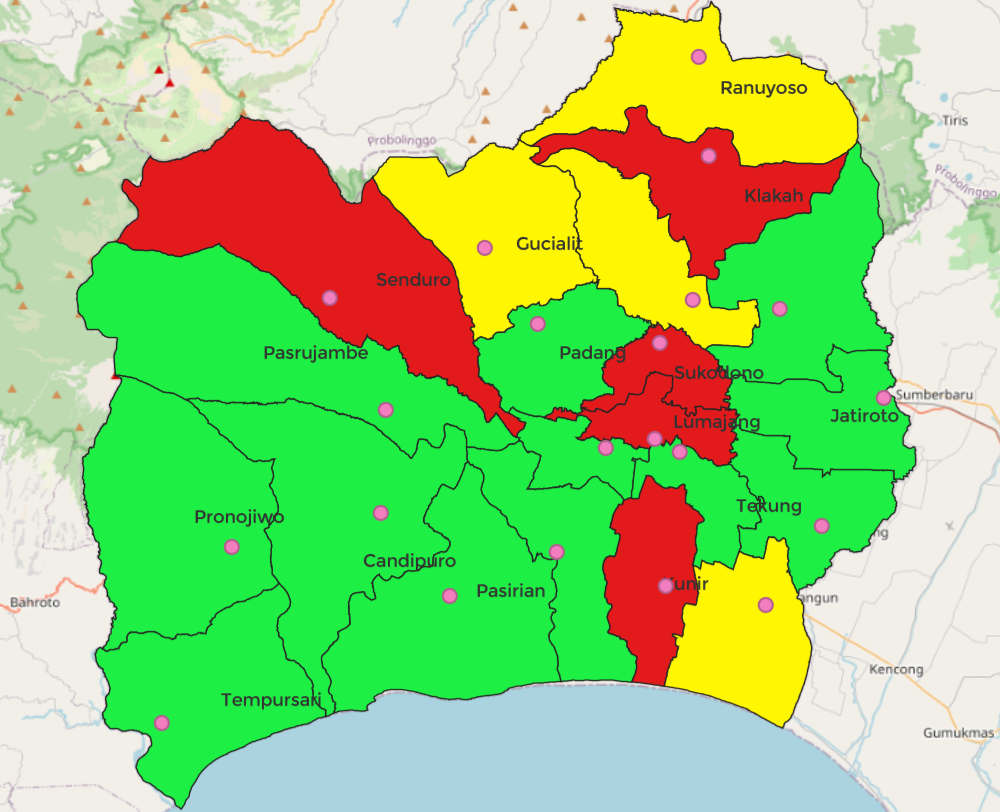 Ranuyoso
Tiris
Probolinggo
Probolinggo
Klakah
Gucialit
Senduro
Pasrujambe
Padang
Sukodono
Sumberbaru
Jatiroto
Lumajang
Tekung
Pronojiwo
Candipuro
Pasirian
Bahroto
Kencong
Tempursari
Gumukmas